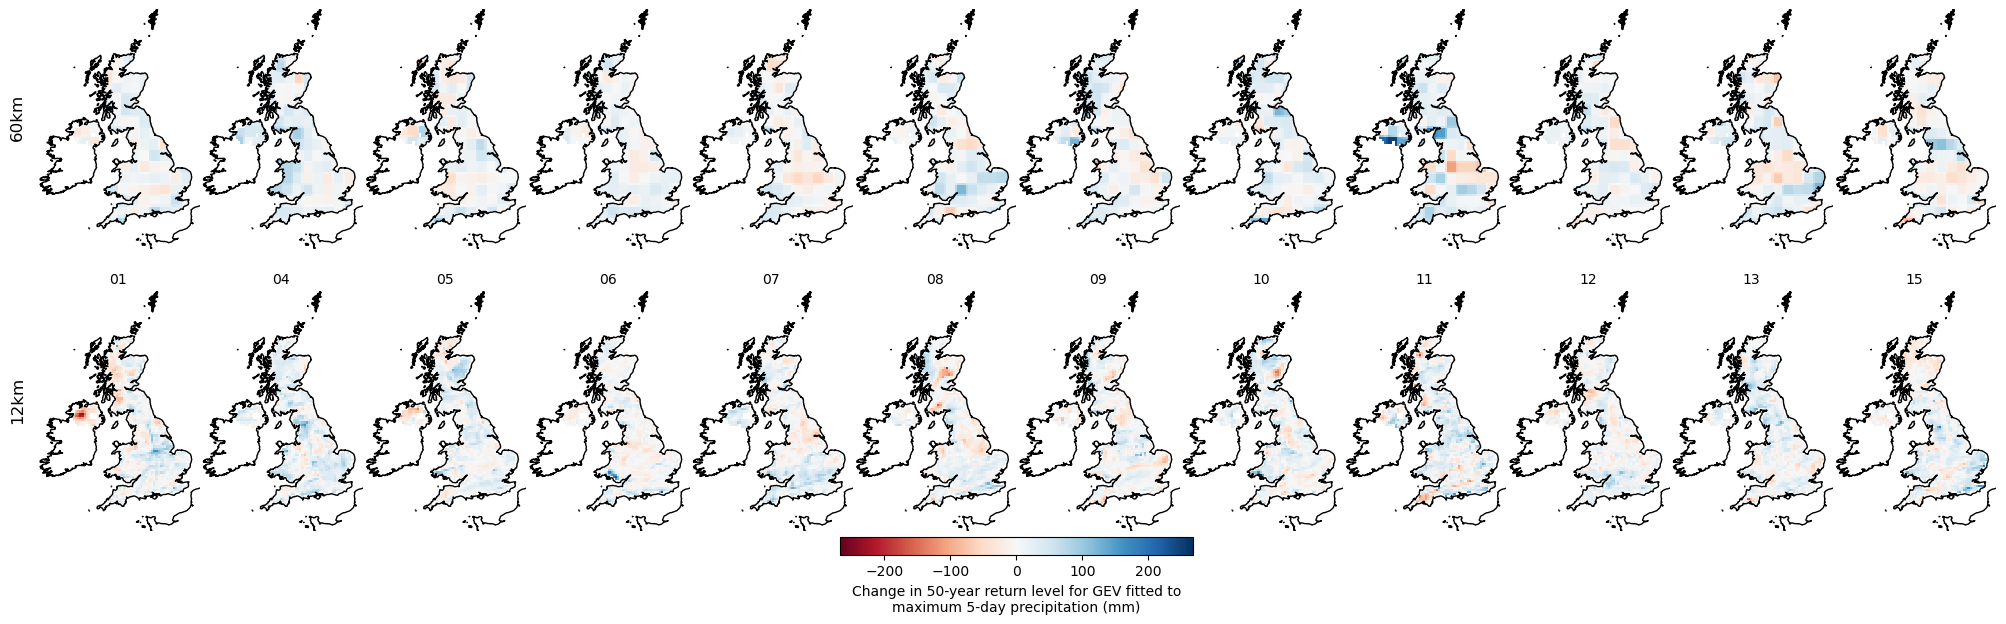 60km
01 04 05 06 07 08 09 10 11 12 13 15
12km
−200 −100 0 100 200
Change in 50-year return level for GEV fitted to
maximum 5-day precipitation (mm)